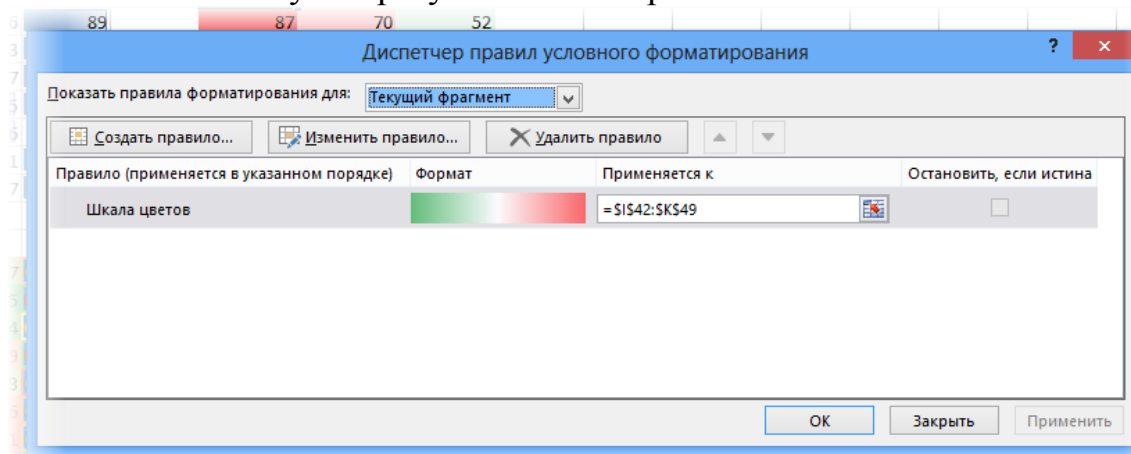 89 87 70 52
Диспетчер правил условного форматирования ? ×
Показать правила форматирования для: Текущий фрагмент
Создать правило... Изменить правило... Удалить правило
Правило (применяется в указанном порядке) Формат Применяется к Остановить, если истина
Шкала цветов =$I$42:$K$49
ОК Закрыть Применить